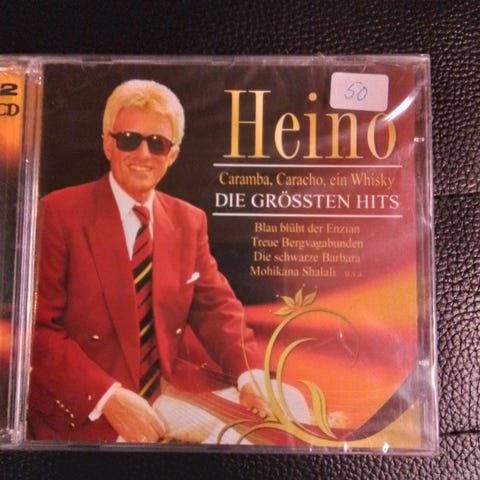 2
CD
Heino
50
Caramba, Caracho, ein Whisky
DIE GRÖSSTEN HITS
Blau blüht der Enzian
Treue Bergvagabunden
Die schwarze Barbara
Mohikana Shalali u.v.a.